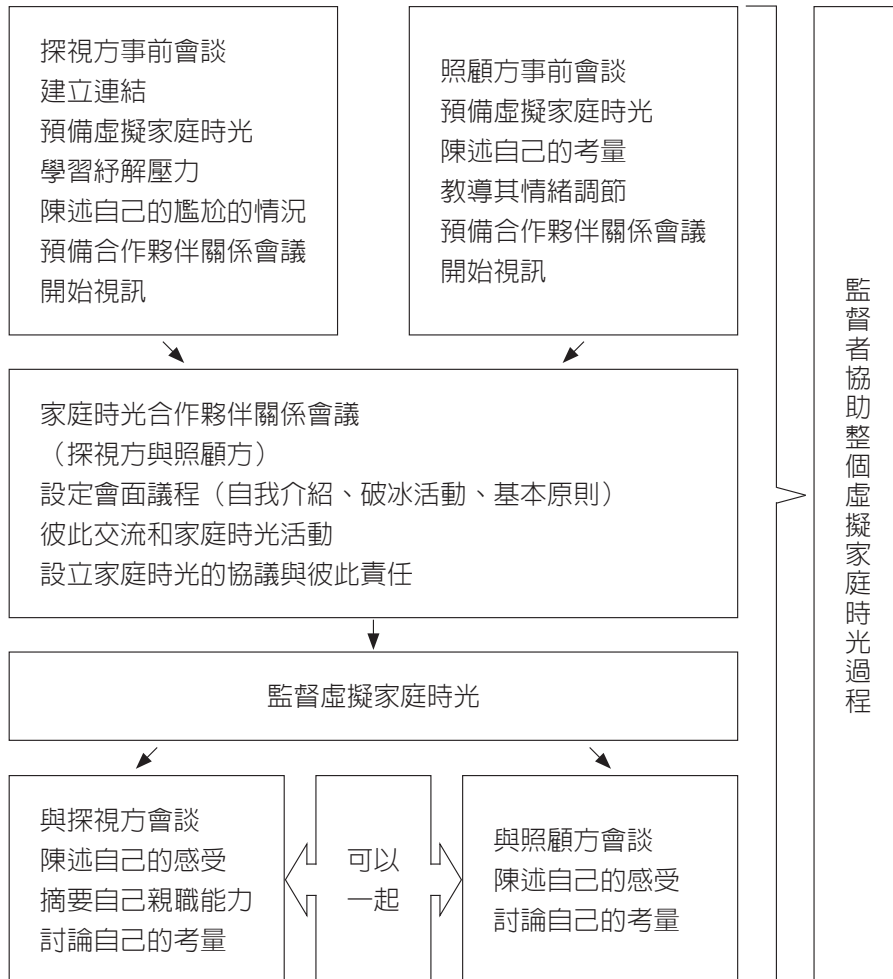 探視方事前會談
建立連結
預備虛擬家庭時光
學習紓解壓力
陳述自己的尷尬的情況
預備合作夥伴關係會議
開始視訊
照顧方事前會談
預備虛擬家庭時光
陳述自己的考量
教導其情緒調節
預備合作夥伴關係會議
開始視訊
家庭時光合作夥伴關係會議
（探視方與照顧方）
設定會面議程（自我介紹、破冰活動、基本原則）
彼此交流和家庭時光活動
設立家庭時光的協議與彼此責任
監督虛擬家庭時光
與探視方會談
陳述自己的感受
摘要自己親職能力
討論自己的考量
可以
一起
與照顧方會談
陳述自己的感受
討論自己的考量
監督者協助整個虛擬家庭時光過程